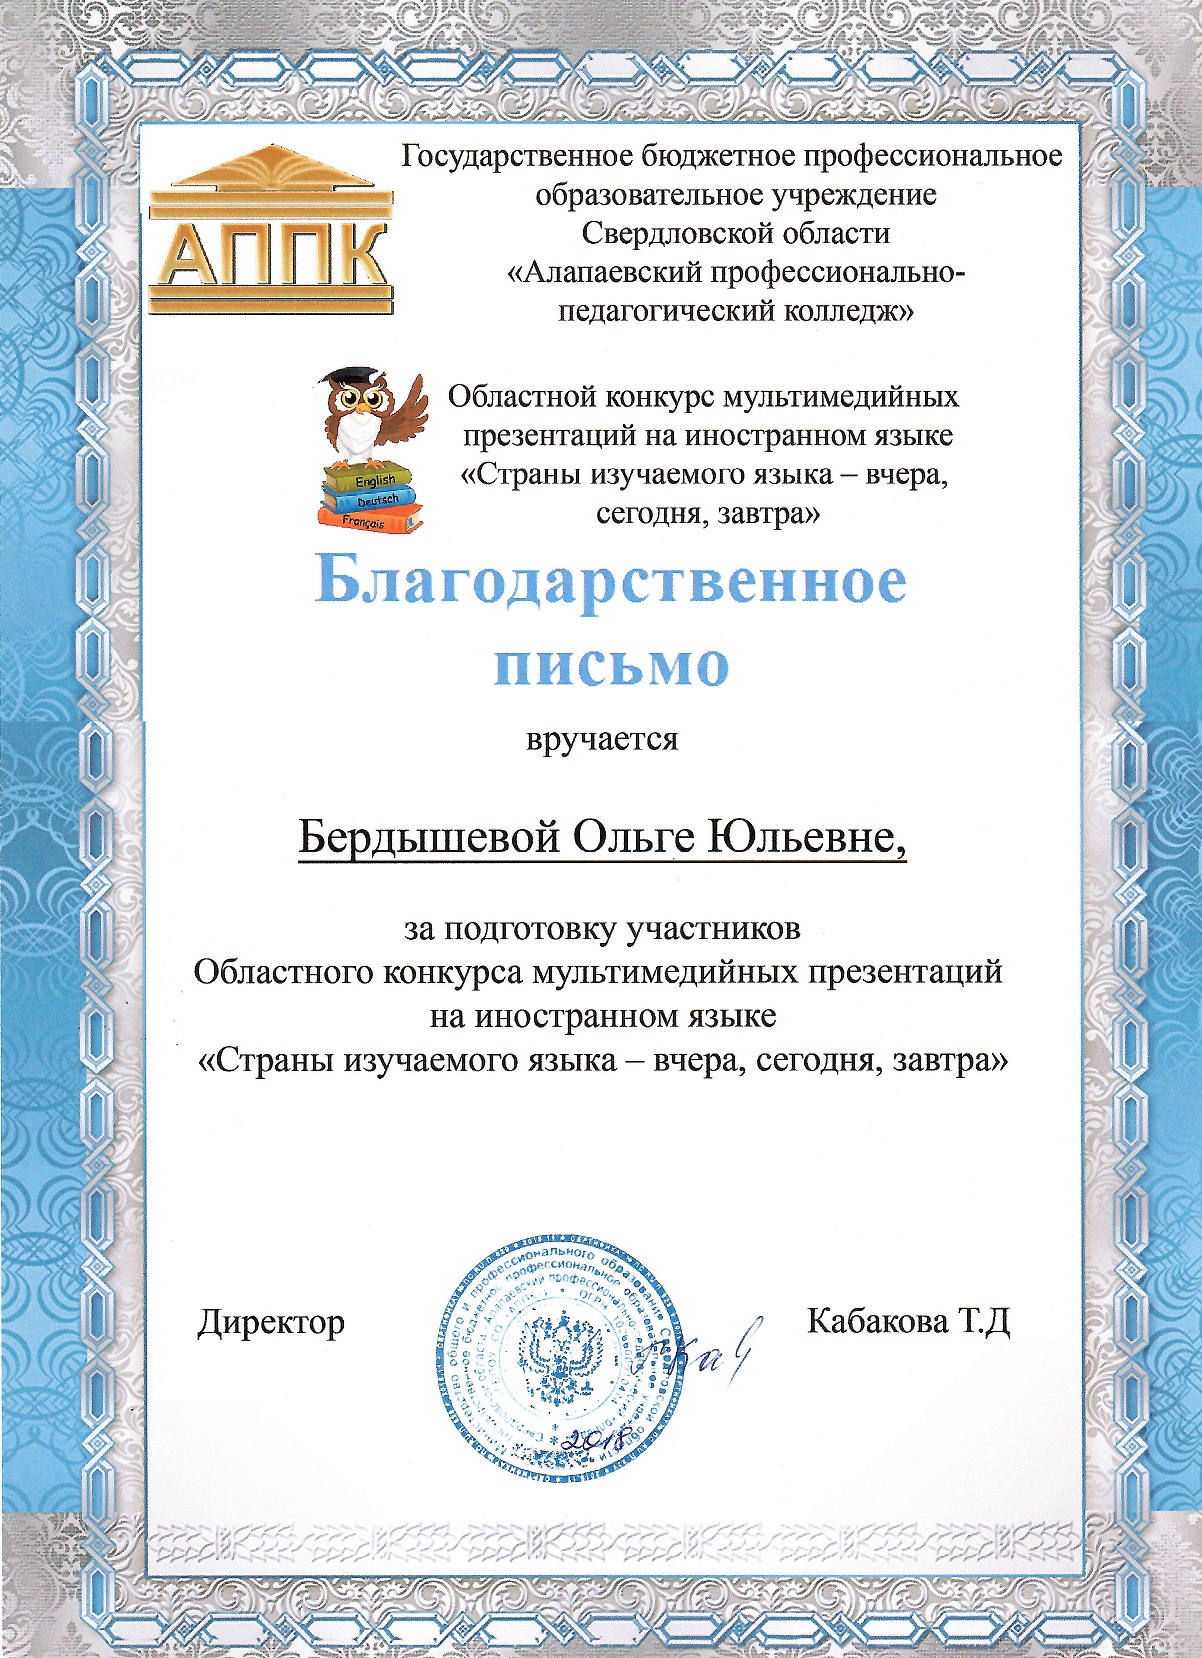 АППК
Государственное бюджетное профессиональное
образовательное учреждение
Свердловской области
«Алапаевский профессионально-
педагогический колледж»
English
Deutsch
Français
Областной конкурс мультимедийных
презентаций на иностранном языке
«Страны изучаемого языка – вчера,
сегодня, завтра»
Благодарственное
письмо
вручается
Бердышевой Ольге Юльевне,
за подготовку участников
Областного конкурса мультимедийных презентаций
на иностранном языке
«Страны изучаемого языка – вчера, сегодня, завтра»
Директор
Кабакова Т.Д
2018